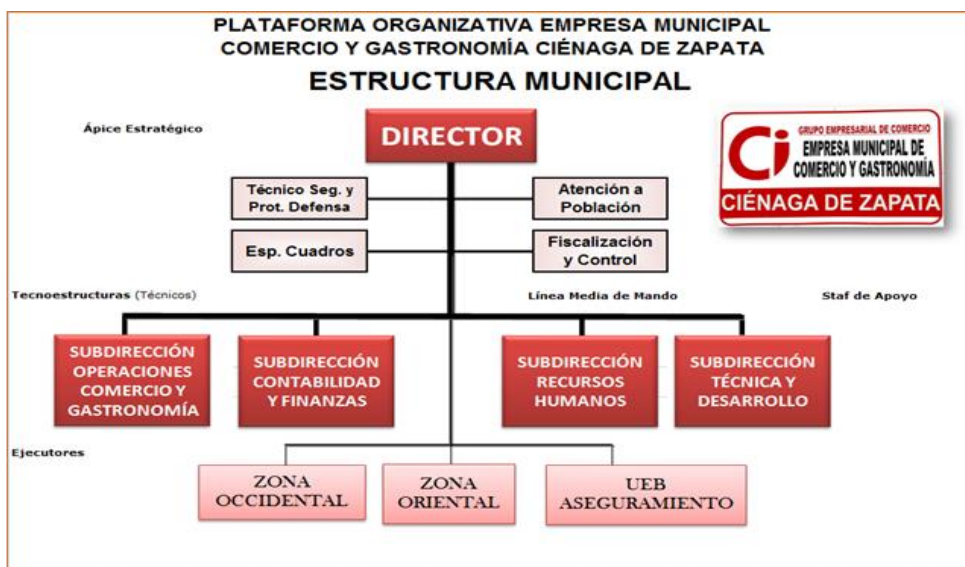 PLATAFORMA ORGANIZATIVA EMPRESA MUNICIPAL
COMERCIO Y GASTRONOMÍA CIÉNAGA DE ZAPATA
ESTRUCTURA MUNICIPAL
Ápice Estratégico
DIRECTOR
Ci
GRUPO EMPRESARIAL DE COMERCIO
EMPRESA MUNICIPAL DE
COMERCIO Y GASTRONOMÍA
CIÉNAGA DE ZAPATA
Técnico Seg. y
Prot. Defensa
Atención a
Población
Esp. Cuadros
Fiscalización
y Control
Tecnoestructuras (Técnicos)
Línea Media de Mando
Staf de Apoyo
SUBDIRECCIÓN
OPERACIONES
COMERCIO Y
GASTRONOMÍA
SUBDIRECCIÓN
CONTABILIDAD
Y FINANZAS
SUBDIRECCIÓN
RECURSOS
HUMANOS
SUBDIRECCIÓN
TÉCNICA Y
DESARROLLO
Ejecutores
ZONA
OCCIDENTAL
ZONA
ORIENTAL
UEB
ASEGURAMIENTO